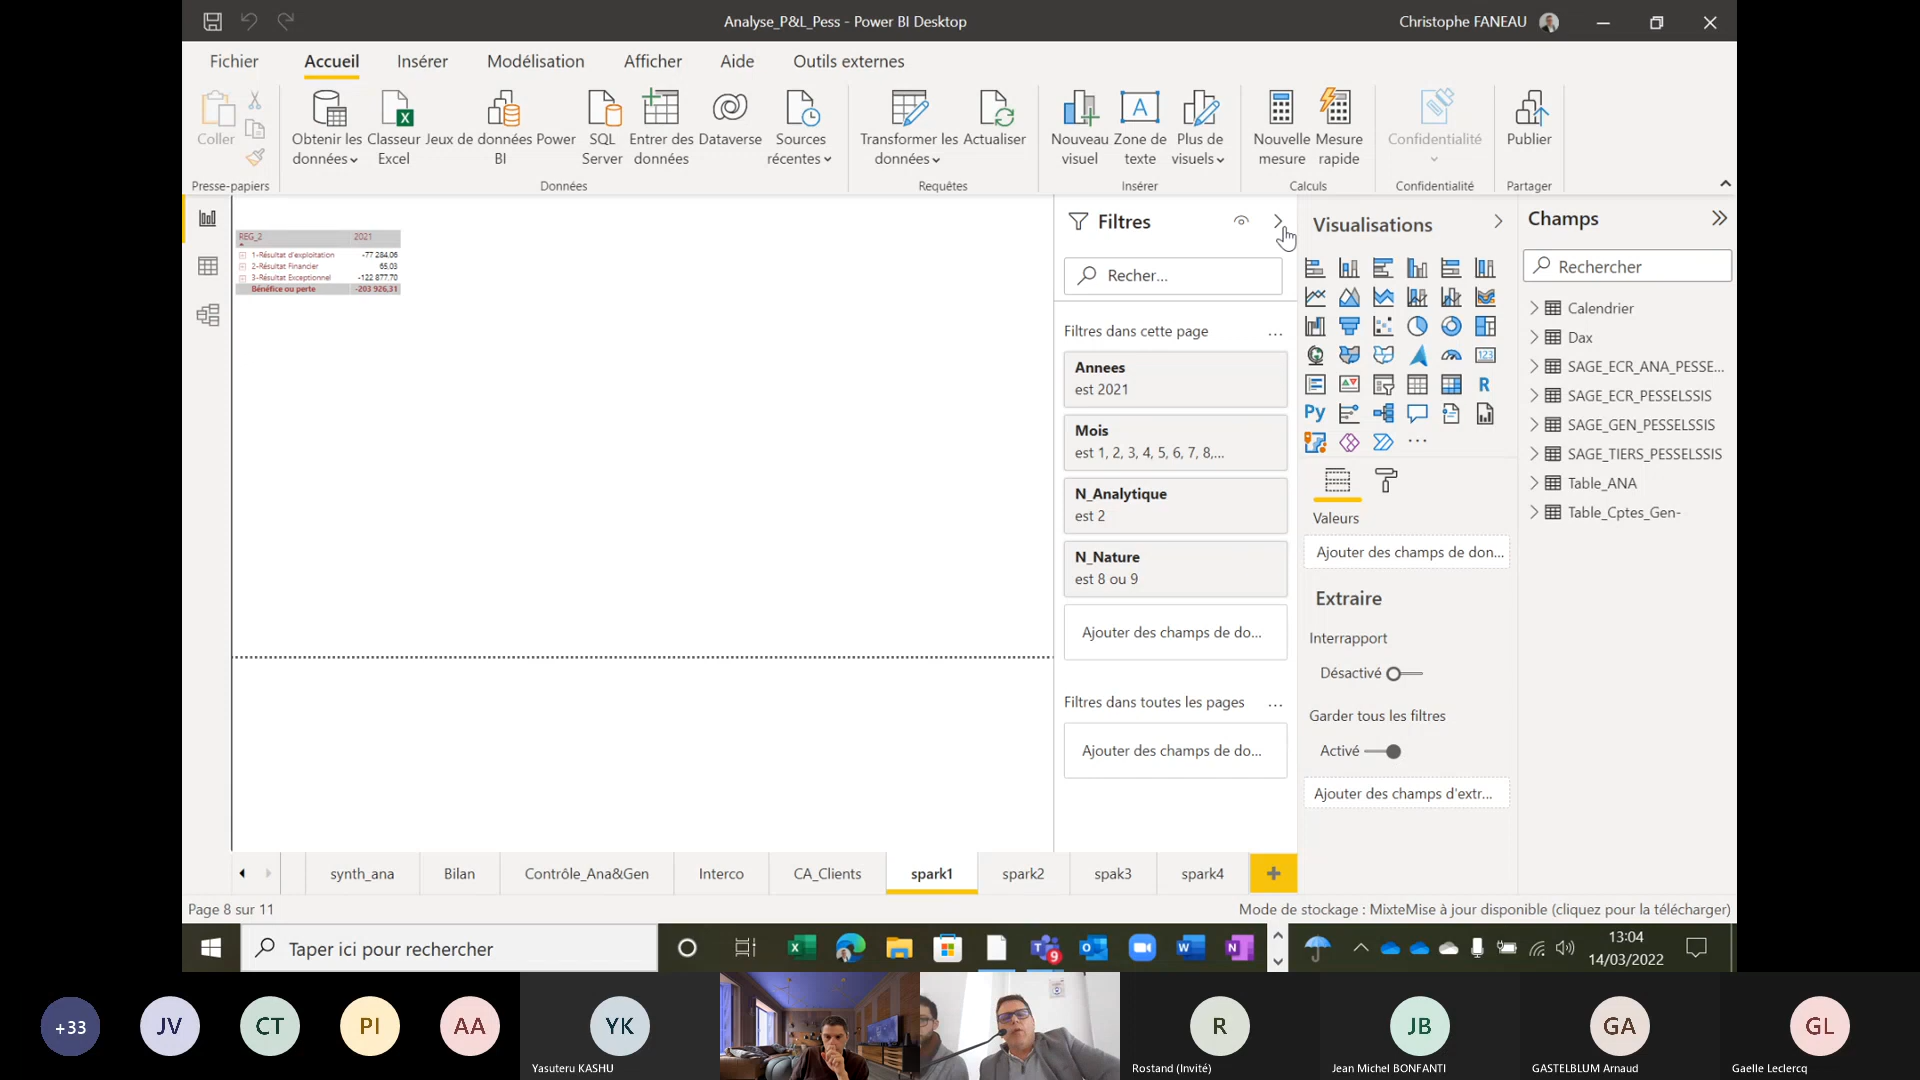 Analyse_P&L_Pess - Power BI Desktop
Christophe FANEAU
Fichier
Accueil
Insérer
Modélisation
Afficher
Aide
Outils externes
Coller
Obtenir les données
Classeur Excel
Jeux de données Power BI
SQL Server
Entrer des données
Dataverse
Sources récentes
Transformer les données
Actualiser
Nouveau visuel
Zone de texte
Plus de visuels
Nouvelle mesure
Mesure rapide
Confidentialité
Publier
Presse-papiers
Données
Requêtes
Insérer
Calculs
Confidentialité
Partager
REG_2 2021
1-Résultat d'exploitation -77 284,06
2-Résultat Financier 65,03
3-Résultat Exceptionnel -122 877,70
Bénéfice ou perte -203 926,31
Filtres
Recher...
Filtres dans cette page ...
Annees
est 2021
Mois
est 1, 2, 3, 4, 5, 6, 7, 8,...
N_Analytique
est 2
N_Nature
est 8 ou 9
Ajouter des champs de do...
Filtres dans toutes les pages ...
Ajouter des champs de do...
Visualisations
123
R
Py
...
Valeurs
Ajouter des champs de don...
Extraire
Interrapport
Désactivé
Garder tous les filtres
Activé
Ajouter des champs d'extr...
Champs
Rechercher
Calendrier
Dax
SAGE_ECR_ANA_PESSE...
SAGE_ECR_PESSELSSIS
SAGE_GEN_PESSELSSIS
SAGE_TIERS_PESSELSSIS
Table_ANA
Table_Cptes_Gen-
synth_ana
Bilan
Contrôle_Ana&Gen
Interco
CA_Clients
spark1
spark2
spak3
spark4
+
Page 8 sur 11
Mode de stockage : MixteMise à jour disponible (cliquez pour la télécharger)
Taper ici pour rechercher
9
13:04
14/03/2022
+33
JV
CT
PI
AA
YK
Yasuteru KASHU
R
Rostand (Invité)
JB
Jean Michel BONFANTI
GA
GASTELBLUM Arnaud
GL
Gaelle Leclercq